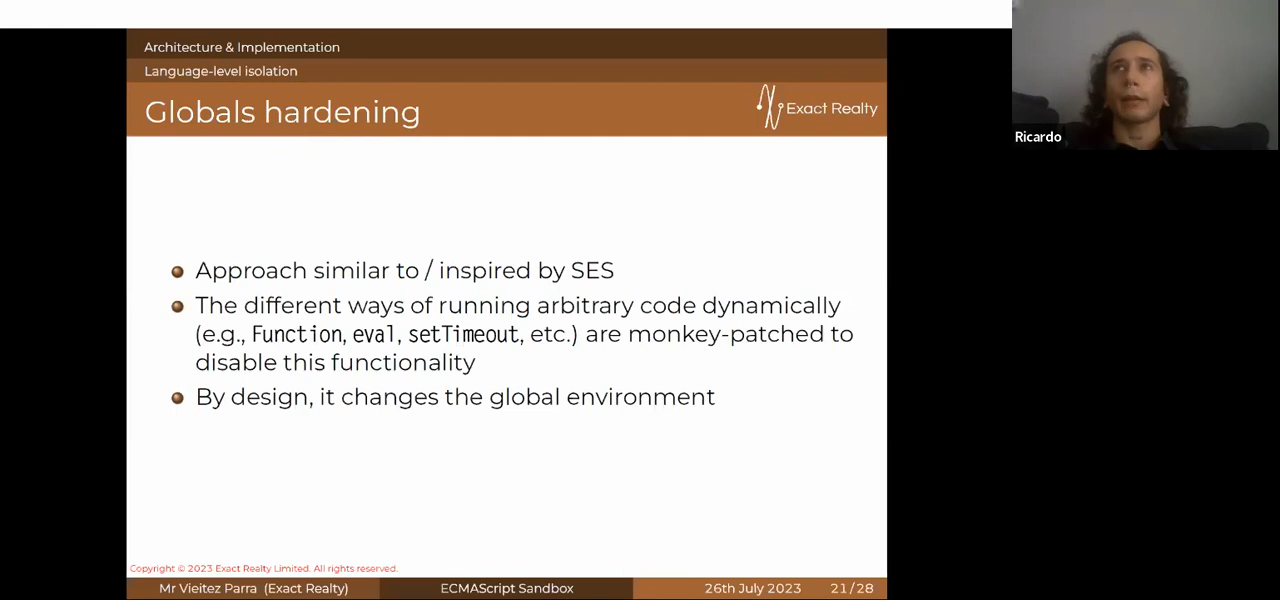 Architecture & Implementation
Language-level isolation
Globals hardening
Exact Realty
Ricardo
Approach similar to / inspired by SES
The different ways of running arbitrary code dynamically
(e.g., Function, eval, setTimeout, etc.) are monkey-patched to
disable this functionality
By design, it changes the global environment
Copyright © 2023 Exact Realty Limited. All rights reserved.
Mr Vieitez Parra (Exact Realty)
ECMAScript Sandbox
26th July 2023
21/28